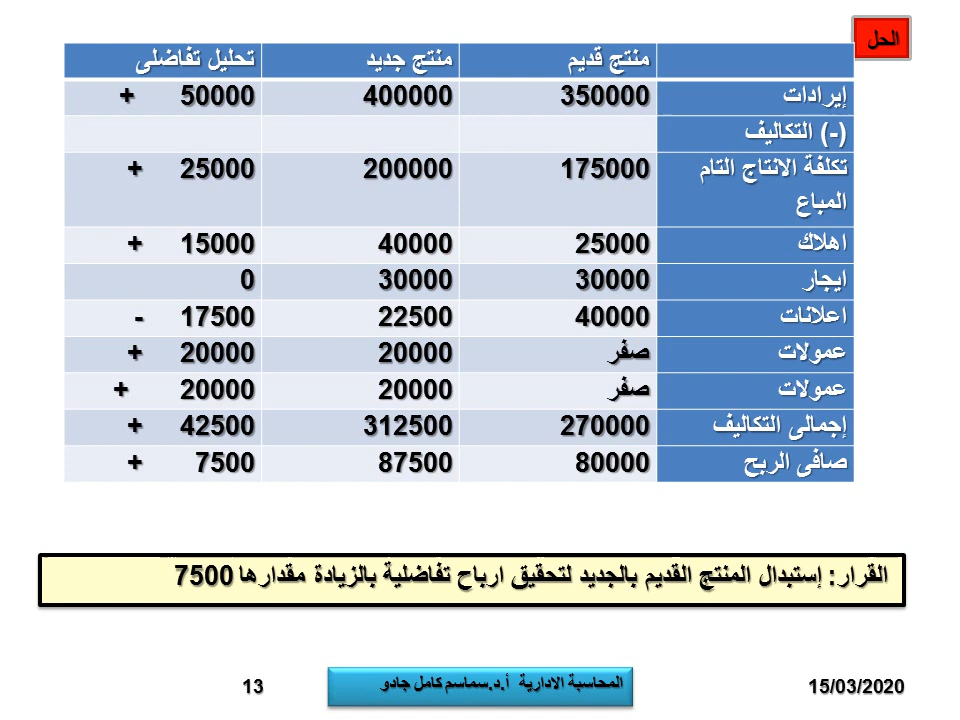 الحل
منتج قديم	منتج جديد	تحليل تفاضلى
إيرادات	350000	400000	50000 +
(-) التكاليف
تكلفة الانتاج التام	175000	200000	25000 +
المباع
اهلاك	25000	40000	15000 +
ايجار	30000	30000	0
اعلانات	40000	22500	17500 -
عمولات	صفر	20000	20000 +
عمولات	صفر	20000	20000 +
إجمالى التكاليف	270000	312500	42500 +
صافى الربح	80000	87500	7500 +
القرار: إستبدال المنتج القديم بالجديد لتحقيق ارباح تفاضلية بالزيادة مقدارها 7500
15/03/2020
المحاسبة الادارية أ.د.سماسم كامل جادو
13